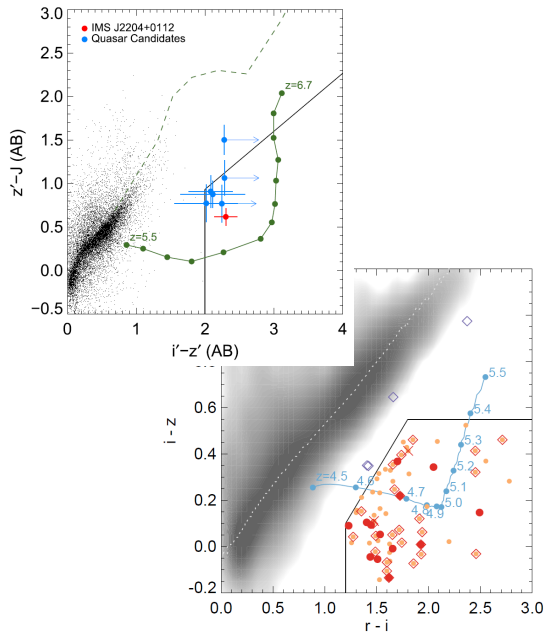 IMS J2204+0112
Quasar Candidates
3.0
2.5
2.0
1.5
1.0
0.5
0.0
−0.5
z′−J (AB)
z=6.7
z=5.5
0 1 2 3 4
i′−z′ (AB)
0.6
0.4
0.2
0.0
-0.2
i - z
5.5
5.4
5.3
5.2
5.1
5.0
4.9
4.7
4.6
z=4.5
0.0 0.5 1.0 1.5 2.0 2.5 3.0
r - i